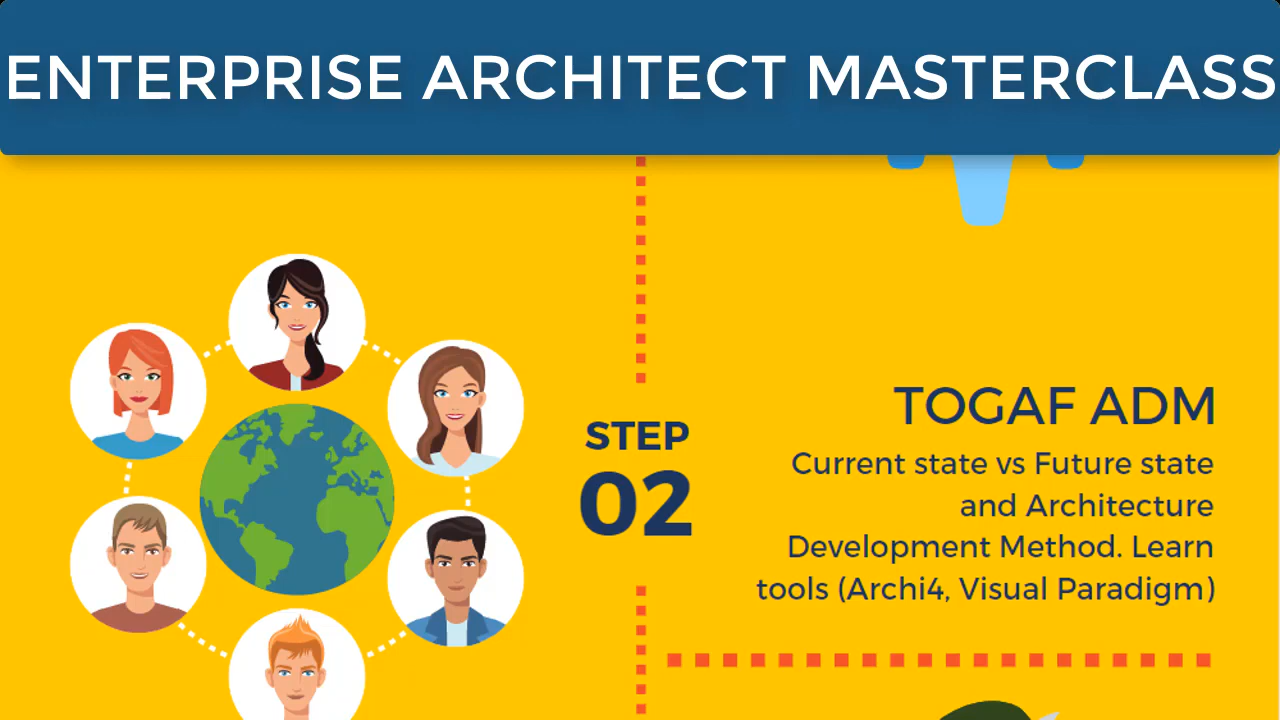 ENTERPRISE ARCHITECT MASTERCLASS
STEP
02
TOGAF ADM
Current state vs Future state
and Architecture
Development Method. Learn
tools (Archi4, Visual Paradigm)